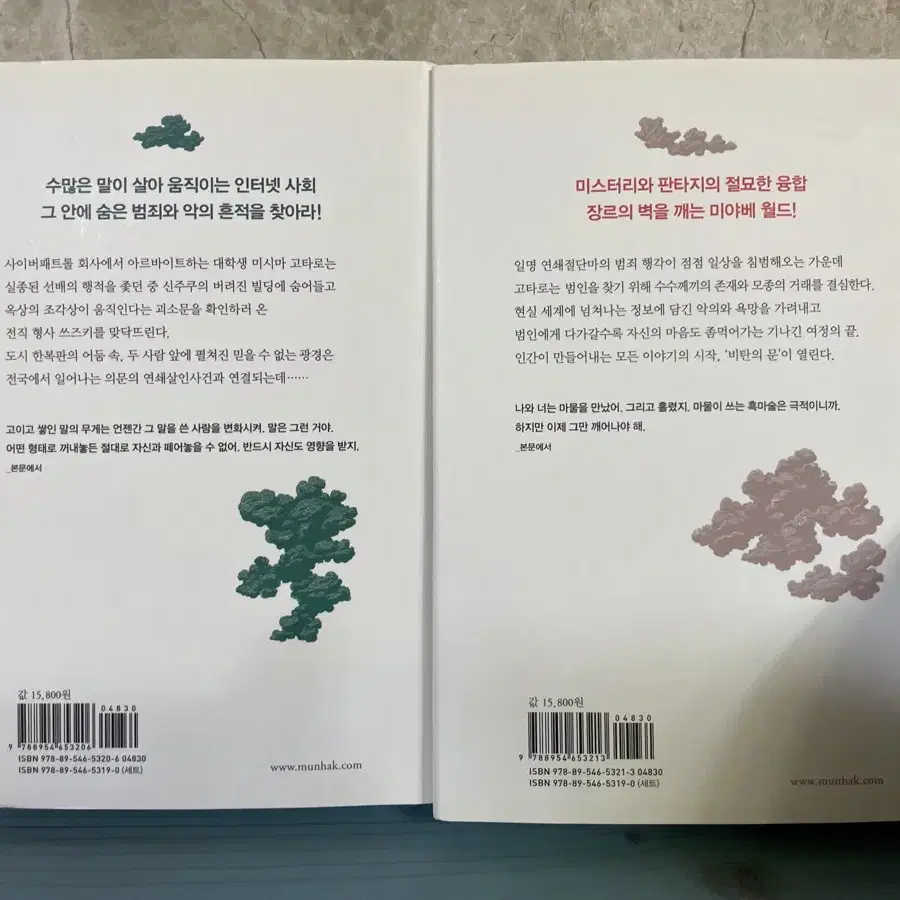 수많은 말이 살아 움직이는 인터넷 사회
그 안에 숨은 범죄와 악의 흔적을 찾아라!
사이버패트롤 회사에서 아르바이트하는 대학생 미시마 고타로는
실종된 선배의 행적을 좇던 중 신주쿠의 버려진 빌딩에 숨어들고
옥상의 조각상이 움직인다는 괴소문을 확인하러 온
전직 형사 쓰즈키를 맞닥뜨린다.
도시 한복판의 어둠 속, 두 사람 앞에 펼쳐진 믿을 수 없는 광경은
전국에서 일어나는 의문의 연쇄살인사건과 연결되는데……
고이고 쌓인 말의 무게는 언젠간 그 말을 쓴 사람을 변화시켜. 말은 그런 거야.
어떤 형태로 꺼내놓든 절대로 자신과 떼어놓을 수 없어. 반드시 자신도 영향을 받지.
_본문에서
값 15,800원
04830
9 788954 653206
ISBN 978-89-546-5320-6 04830
ISBN 978-89-546-5319-0 (세트)
www.munhak.com
미스터리와 판타지의 절묘한 융합
장르의 벽을 깨는 미야베 월드!
일명 연쇄절단마의 범죄 행각이 점점 일상을 침범해오는 가운데
고타로는 범인을 찾기 위해 수수께끼의 존재와 모종의 거래를 결심한다.
현실 세계에 넘쳐나는 정보에 담긴 악의와 욕망을 가려내고
범인에게 다가갈수록 자신의 마음도 좀먹어가는 기나긴 여정의 끝.
인간이 만들어내는 모든 이야기의 시작, '비탄의 문'이 열린다.
나와 너는 마물을 만났어. 그리고 홀렸지. 마물이 쓰는 흑마술은 극적이니까.
하지만 이제 그만 깨어나야 해.
_본문에서
값 15,800원
04830
9 788954 653213
ISBN 978-89-546-5321-3 04830
ISBN 978-89-546-5319-0 (세트)
www.munhak.com